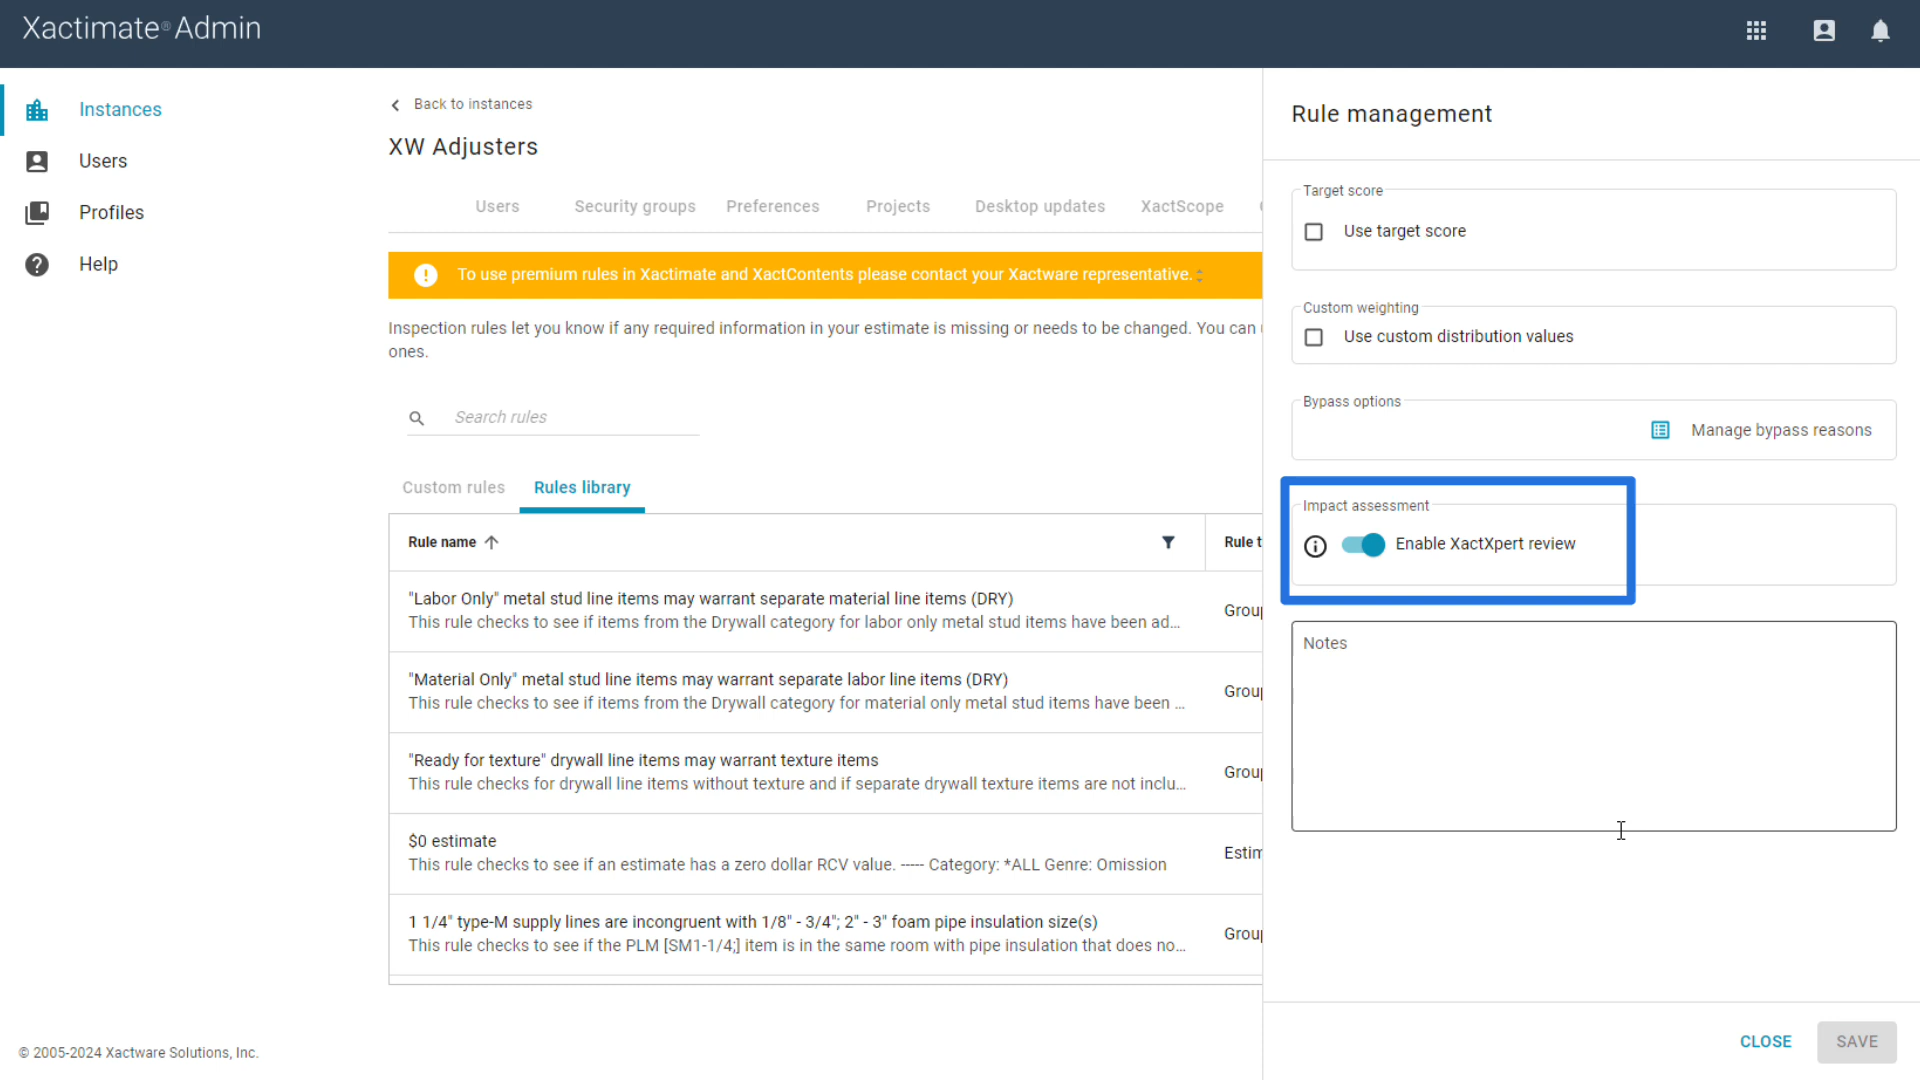 Xactimate® Admin
Instances
Users
Profiles
Help
© 2005-2024 Xactware Solutions, Inc.
Back to instances
XW Adjusters
Users Security groups Preferences Projects Desktop updates XactScope
To use premium rules in Xactimate and XactContents please contact your Xactware representative.
Inspection rules let you know if any required information in your estimate is missing or needs to be changed. You can
ones.
Search rules
Custom rules Rules library
Rule name Rule t
"Labor Only" metal stud line items may warrant separate material line items (DRY)
This rule checks to see if items from the Drywall category for labor only metal stud items have been ad...
Grou
"Material Only" metal stud line items may warrant separate labor line items (DRY)
This rule checks to see if items from the Drywall category for material only metal stud items have been ...
Grou
"Ready for texture" drywall line items may warrant texture items
This rule checks for drywall line items without texture and if separate drywall texture items are not inclu...
Grou
$0 estimate
This rule checks to see if an estimate has a zero dollar RCV value. ----- Category: *ALL Genre: Omission
Estim
1 1/4" type-M supply lines are incongruent with 1/8" - 3/4"; 2" - 3" foam pipe insulation size(s)
This rule checks to see if the PLM [SM1-1/4;] item is in the same room with pipe insulation that does no...
Grou
Rule management
Target score
Use target score
Custom weighting
Use custom distribution values
Bypass options
Manage bypass reasons
Impact assessment
Enable XactXpert review
Notes
CLOSE SAVE